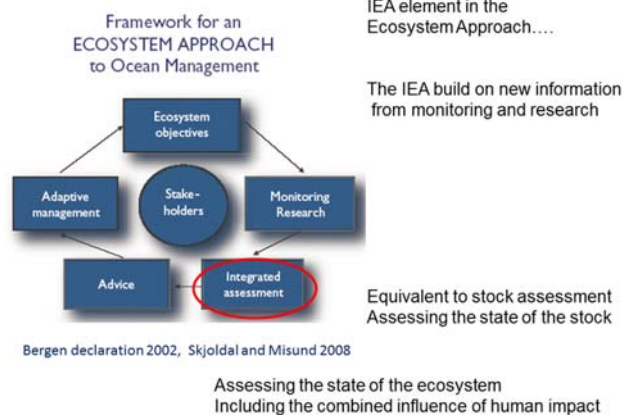 Framework for an
ECOSYSTEM APPROACH
to Ocean Management
IEA element in the
Ecosystem Approach….
The IEA build on new information
from monitoring and research
Ecosystem
objectives
Adaptive
management
Stake-
holders
Monitoring
Research
Advice
Integrated
assessment
Equivalent to stock assessment
Assessing the state of the stock
Bergen declaration 2002, Skjoldal and Misund 2008
Assessing the state of the ecosystem
Including the combined influence of human impact